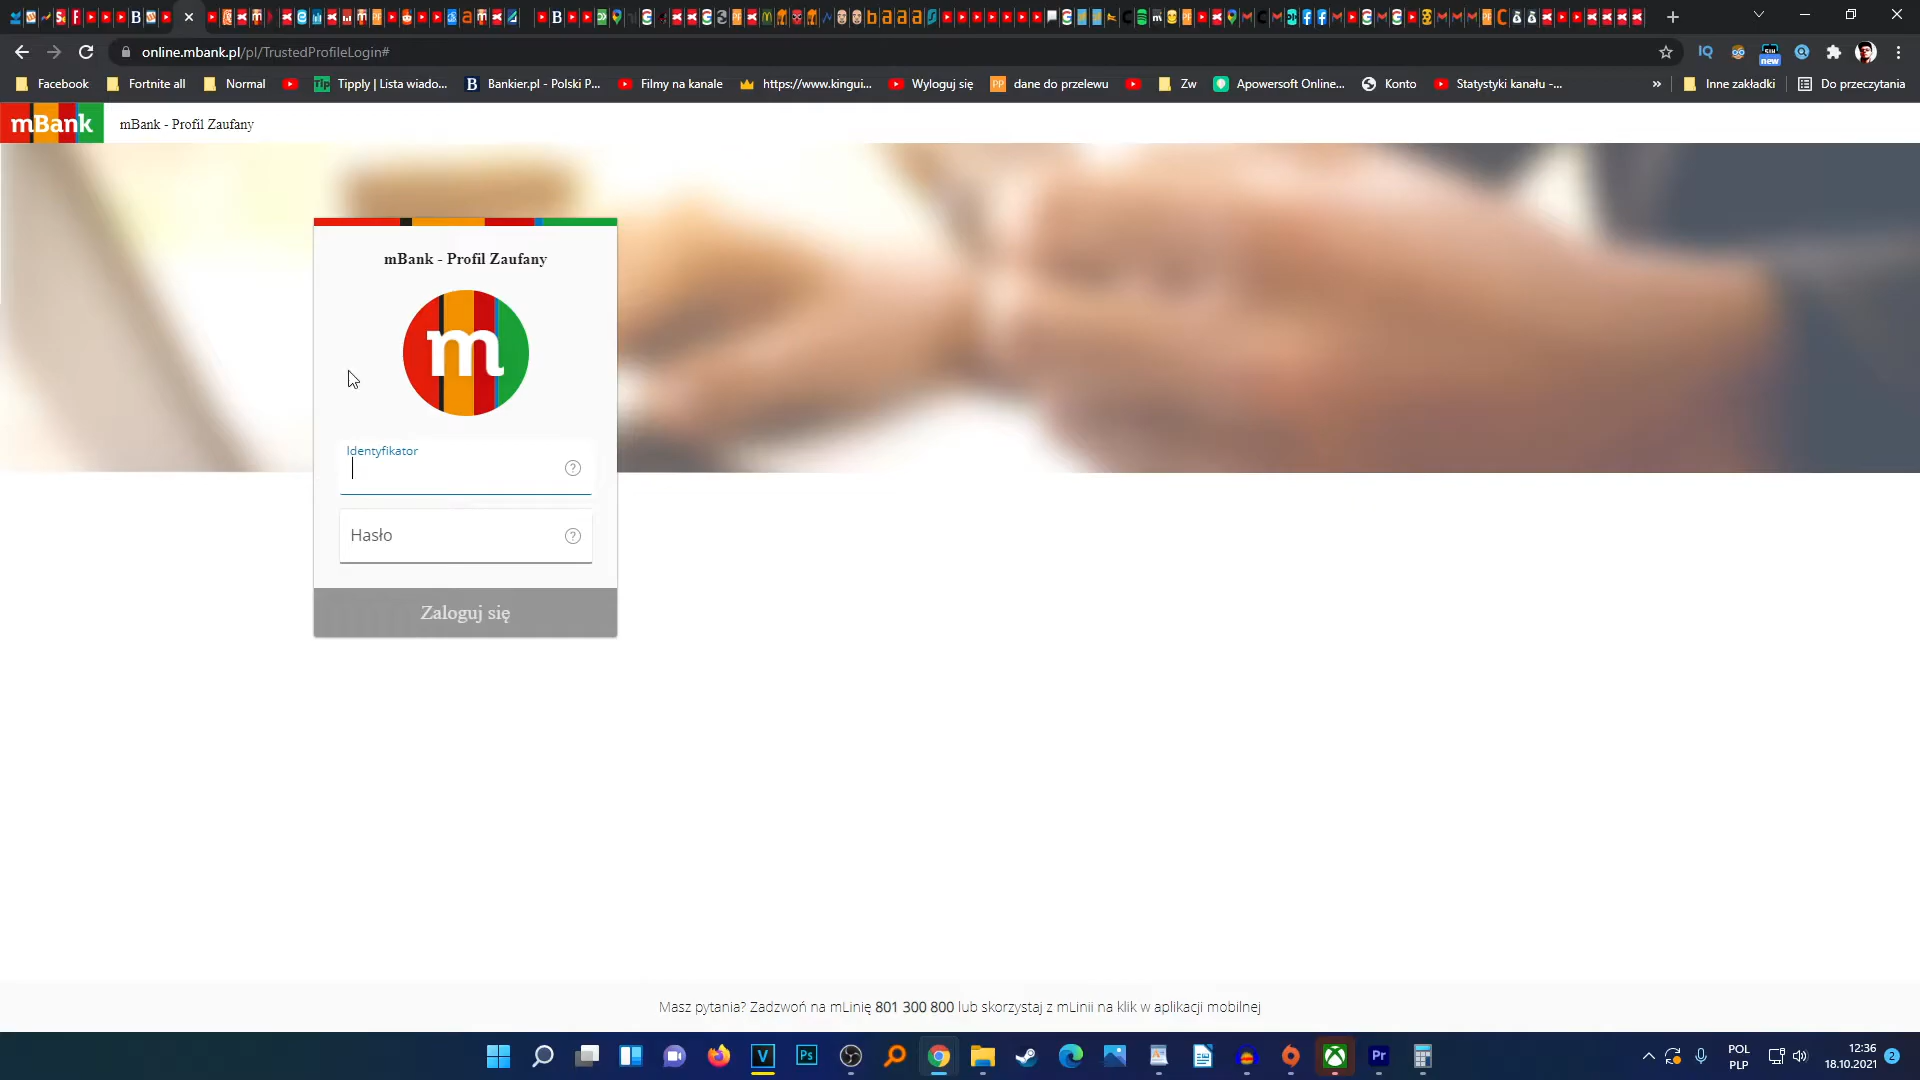 online.mbank.pl/pl/TrustedProfileLogin#
new
Facebook
Fortnite all
Normal
Tipply | Lista wiado...
Bankier.pl - Polski P...
Filmy na kanale
https://www.kingui...
Wyloguj się
dane do przelewu
Zw
Apowersoft Online...
Konto
Statystyki kanału -...
Inne zakładki
Do przeczytania
mBank
mBank - Profil Zaufany
mBank - Profil Zaufany
m
Identyfikator
Hasło
Zaloguj się
Masz pytania? Zadzwoń na mLinię 801 300 800 lub skorzystaj z mLinii na klik w aplikacji mobilnej
POL
PLP
12:36
18.10.2021
2